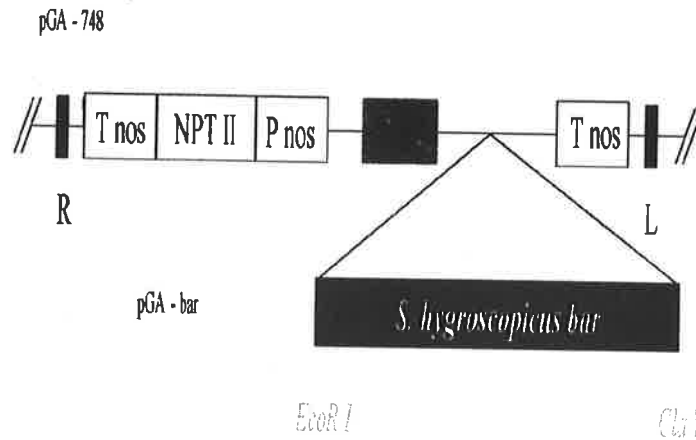 pGA - 748
T nos NPT II P nos T nos
R L
pGA - bar
S. hygroscopicus bar
EcoR I